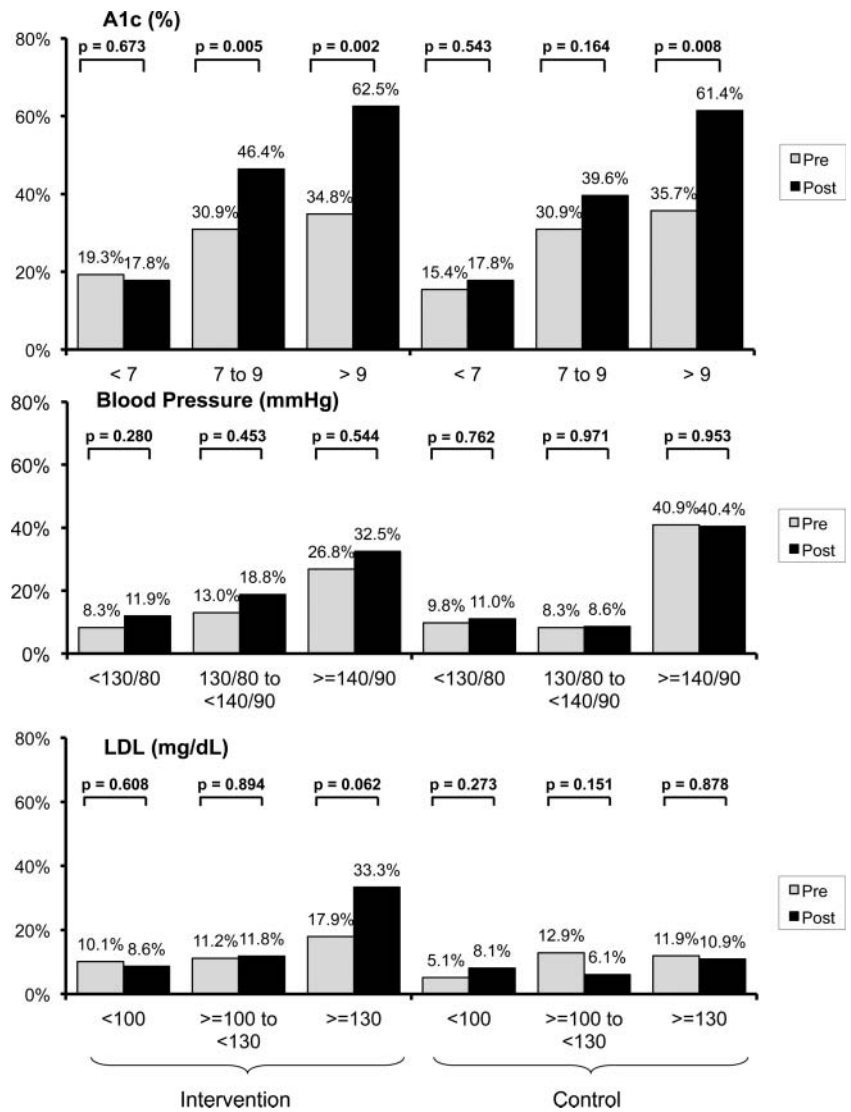 A1c (%)
80%
p = 0.673 p = 0.005 p = 0.002 p = 0.543 p = 0.164 p = 0.008
62.5% 61.4%
60%
46.4%
39.6%
40%
34.8% 35.7%
30.9% 30.9%
Pre
Post
19.3% 17.8% 15.4% 17.8%
20%
0%
< 7 7 to 9 > 9 < 7 7 to 9 > 9
Blood Pressure (mmHg)
80%
p = 0.280 p = 0.453 p = 0.544 p = 0.762 p = 0.971 p = 0.953
60%
40.9% 40.4%
40%
32.5%
26.8%
Pre
Post
18.8%
20%
8.3% 11.9% 13.0% 9.8% 11.0% 8.3% 8.6%
0%
<130/80 130/80 to >=140/90 <130/80 130/80 to >=140/90
<140/90 <140/90
LDL (mg/dL)
80%
p = 0.608 p = 0.894 p = 0.062 p = 0.273 p = 0.151 p = 0.878
60%
40%
33.3%
Pre
Post
20%
17.9%
10.1% 8.6% 11.2% 11.8% 5.1% 8.1% 12.9% 6.1% 11.9% 10.9%
0%
<100 >=100 to >=130 <100 >=100 to >=130
<130 <130
Intervention Control